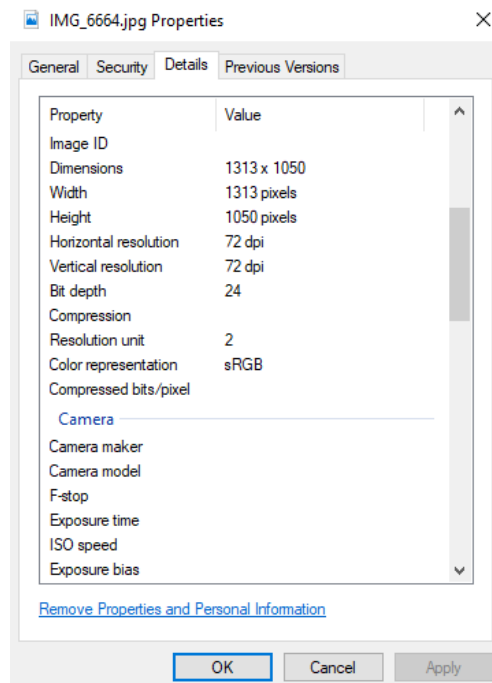 IMG_6664.jpg Properties
General Security Details Previous Versions
Property Value
Image ID
Dimensions 1313 x 1050
Width 1313 pixels
Height 1050 pixels
Horizontal resolution 72 dpi
Vertical resolution 72 dpi
Bit depth 24
Compression
Resolution unit 2
Color representation sRGB
Compressed bits/pixel
Camera
Camera maker
Camera model
F-stop
Exposure time
ISO speed
Exposure bias
Remove Properties and Personal Information
OK Cancel Apply